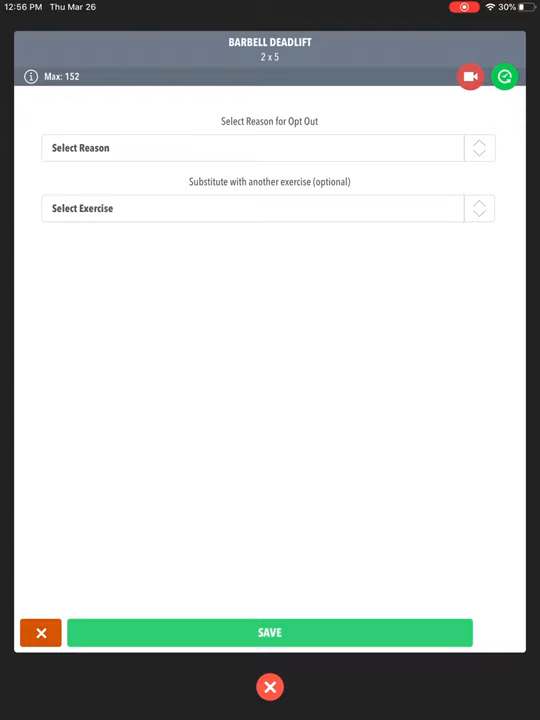 12:56 PM Thu Mar 26 30%
BARBELL DEADLIFT
2 x 5
Max: 152
Select Reason for Opt Out
Select Reason
Substitute with another exercise (optional)
Select Exercise
SAVE